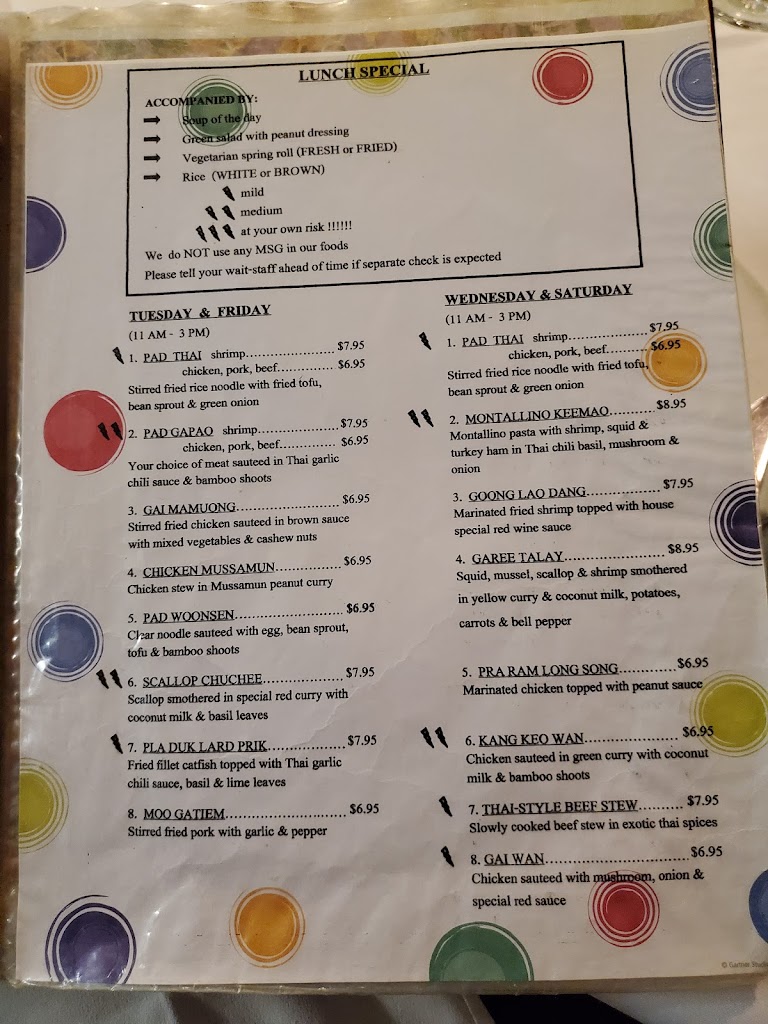 LUNCH SPECIAL
ACCOMPANIED BY:
Soup of the day
Green salad with peanut dressing
Vegetarian spring roll (FRESH or FRIED)
Rice (WHITE or BROWN)
mild
medium
at your own risk !!!!!!
We do NOT use any MSG in our foods
Please tell your wait-staff ahead of time if separate check is expected
TUESDAY & FRIDAY
(11 AM - 3 PM)
1. PAD THAI shrimp..................... $7.95
chicken, pork, beef.............. $6.95
Stirred fried rice noodle with fried tofu,
bean sprout & green onion
2. PAD GAPAO shrimp....................$7.95
chicken, pork, beef............. $6.95
Your choice of meat sauteed in Thai garlic
chili sauce & bamboo shoots
3. GAI MAMUONG........................ $6.95
Stirred fried chicken sauteed in brown sauce
with mixed vegetables & cashew nuts
4. CHICKEN MUSSAMUN................ $6.95
Chicken stew in Mussamun peanut curry
5. PAD WOONSEN.......................... $6.95
Clear noodle sauteed with egg, bean sprout,
tofu & bamboo shoots
6. SCALLOP CHUCHEE................... $7.95
Scallop smothered in special red curry with
coconut milk & basil leaves
7. PLA DUK LARD PRIK.................. $7.95
Fried fillet catfish topped with Thai garlic
chili sauce, basil & lime leaves
8. MOO GATIEM............................ $6.95
Stirred fried pork with garlic & pepper
WEDNESDAY & SATURDAY
(11 AM - 3 PM)
1. PAD THAI shrimp................... $7.95
chicken, pork, beef.......... $6.95
Stirred fried rice noodle with fried tofu,
bean sprout & green onion
2. MONTALLINO KEEMAO.......... $8.95
Montallino pasta with shrimp, squid &
turkey ham in Thai chili basil, mushroom &
onion
3. GOONG LAO DANG................. $7.95
Marinated fried shrimp topped with house
special red wine sauce
4. GAREE TALAY....................... $8.95
Squid, mussel, scallop & shrimp smothered
in yellow curry & coconut milk, potatoes,
carrots & bell pepper
5. PRA RAM LONG SONG............. $6.95
Marinated chicken topped with peanut sauce
6. KANG KEO WAN...................... $6.95
Chicken sauteed in green curry with coconut
milk & bamboo shoots
7. THAI-STYLE BEEF STEW.......... $7.95
Slowly cooked beef stew in exotic thai spices
8. GAI WAN................................. $6.95
Chicken sauteed with mushroom, onion &
special red sauce